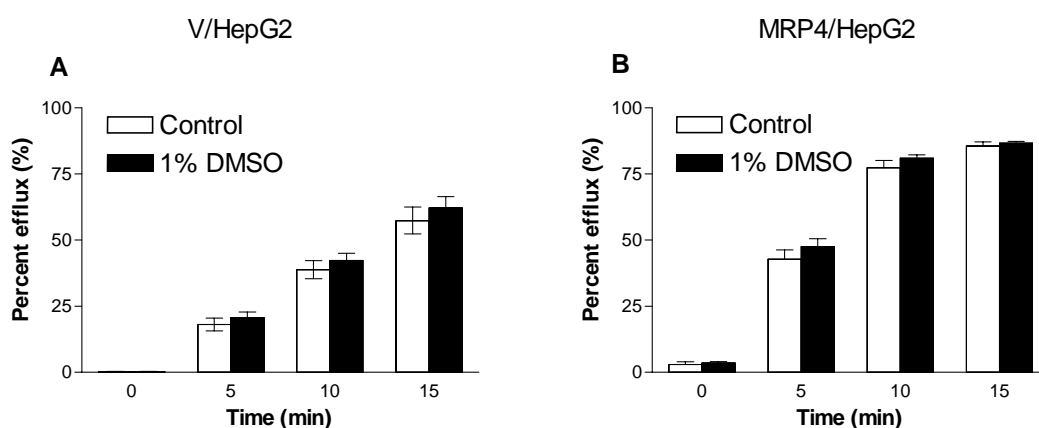 V/HepG2
A
Percent efflux (%)
100
75
50
25
0
Control
1% DMSO
0 5 10 15
Time (min)
MRP4/HepG2
B
Percent efflux (%)
100
75
50
25
0
Control
1% DMSO
0 5 10 15
Time (min)